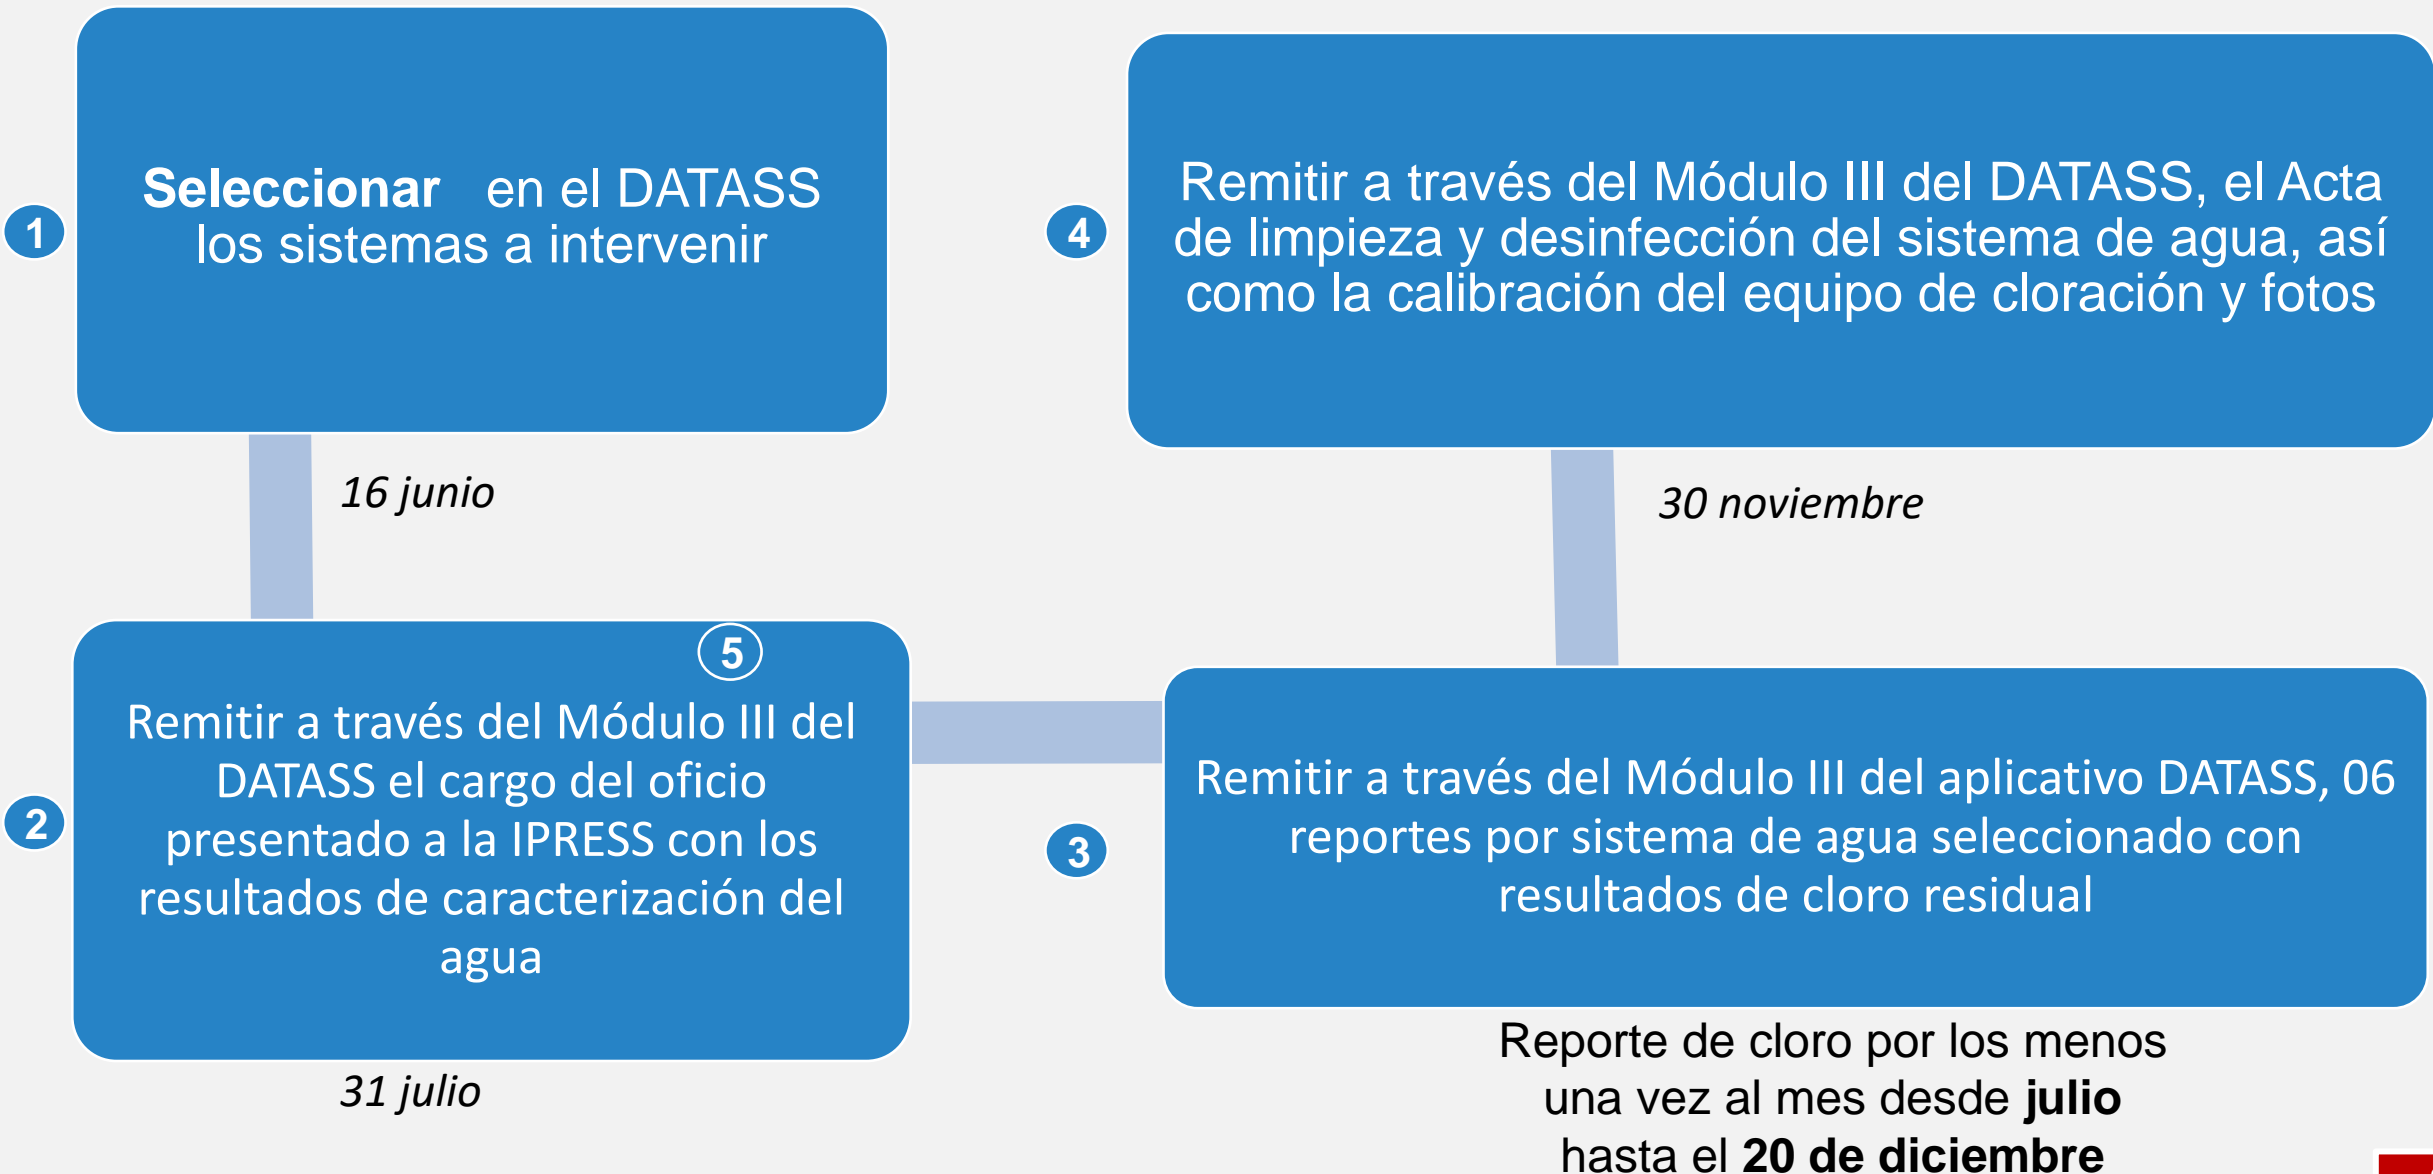 1
Seleccionar en el DATASS
los sistemas a intervenir
16 junio
2
5
Remitir a través del Módulo III del
DATASS el cargo del oficio
presentado a la IPRESS con los
resultados de caracterización del
agua
31 julio
3
Remitir a través del Módulo III del aplicativo DATASS, 06
reportes por sistema de agua seleccionado con
resultados de cloro residual
Reporte de cloro por los menos
una vez al mes desde julio
hasta el 20 de diciembre
4
Remitir a través del Módulo III del DATASS, el Acta
de limpieza y desinfección del sistema de agua, así
como la calibración del equipo de cloración y fotos
30 noviembre